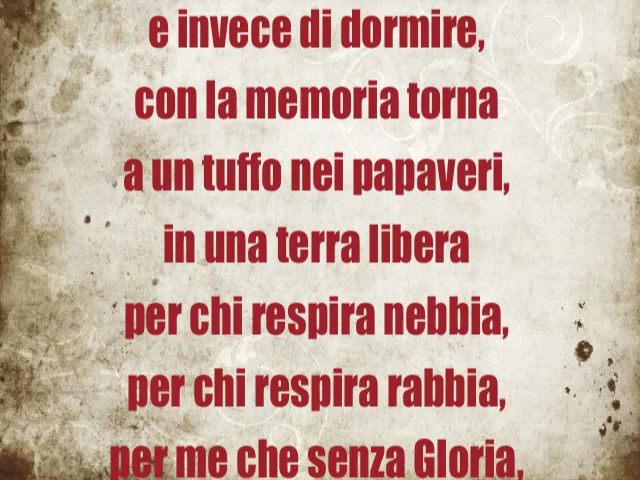 e invece di dormire,
con la memoria torna
a un tuffo nei papaveri,
in una terra libera
per chi respira nebbia,
per chi respira rabbia,
per me che senza Gloria,